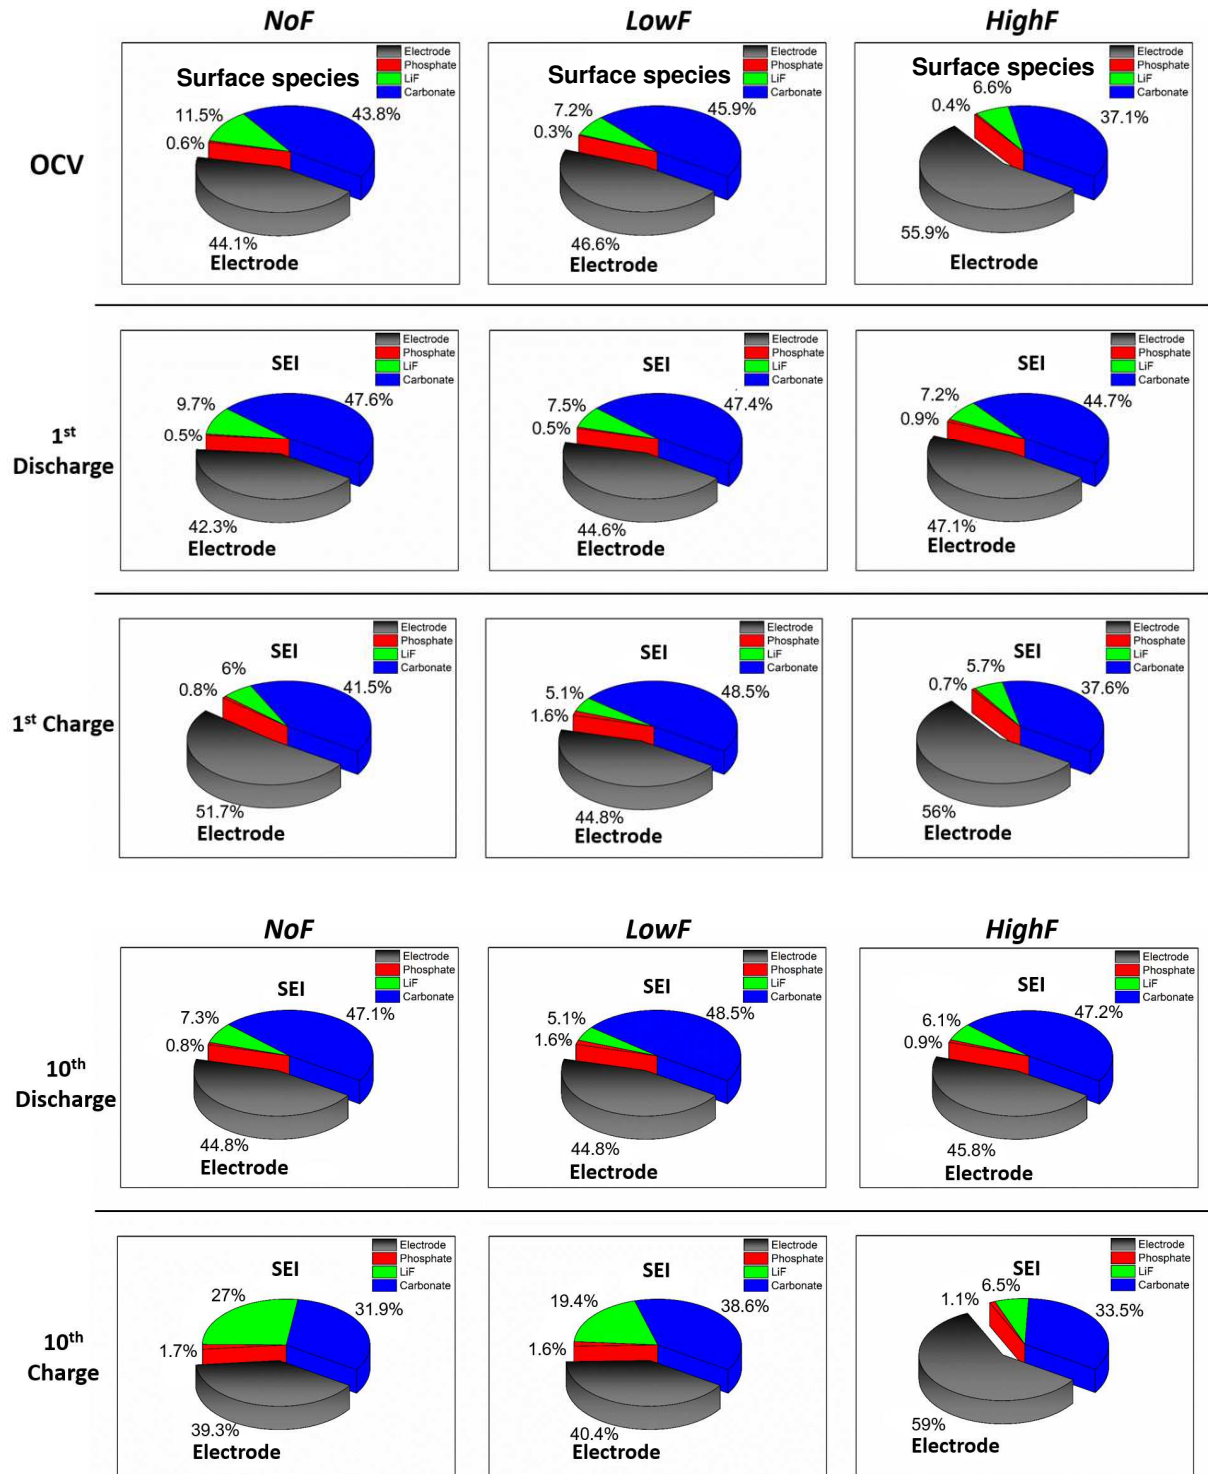 NoF LowF HighF
OCV
Electrode
Phosphate
LiF
Carbonate
Surface species
11.5%
43.8%
0.6%
44.1%
Electrode
Electrode
Phosphate
LiF
Carbonate
Surface species
7.2%
45.9%
0.3%
46.6%
Electrode
Electrode
Phosphate
LiF
Carbonate
Surface species
6.6%
0.4%
37.1%
55.9%
Electrode
1st
Discharge
Electrode
Phosphate
LiF
Carbonate
SEI
9.7%
47.6%
0.5%
42.3%
Electrode
Electrode
Phosphate
LiF
Carbonate
SEI
7.5%
47.4%
0.5%
44.6%
Electrode
Electrode
Phosphate
LiF
Carbonate
SEI
7.2%
44.7%
0.9%
47.1%
Electrode
1st Charge
Electrode
Phosphate
LiF
Carbonate
SEI
6%
0.8%
41.5%
51.7%
Electrode
Electrode
Phosphate
LiF
Carbonate
SEI
5.1%
48.5%
1.6%
44.8%
Electrode
Electrode
Phosphate
LiF
Carbonate
SEI
5.7%
0.7%
37.6%
56%
Electrode
NoF LowF HighF
10th
Discharge
Electrode
Phosphate
LiF
Carbonate
SEI
7.3%
47.1%
0.8%
44.8%
Electrode
Electrode
Phosphate
LiF
Carbonate
SEI
5.1%
48.5%
1.6%
44.8%
Electrode
Electrode
Phosphate
LiF
Carbonate
SEI
6.1%
47.2%
0.9%
45.8%
Electrode
10th
Charge
Electrode
Phosphate
LiF
Carbonate
SEI
27%
31.9%
1.7%
39.3%
Electrode
Electrode
Phosphate
LiF
Carbonate
SEI
19.4%
38.6%
1.6%
40.4%
Electrode
Electrode
Phosphate
LiF
Carbonate
SEI
6.5%
1.1%
33.5%
59%
Electrode